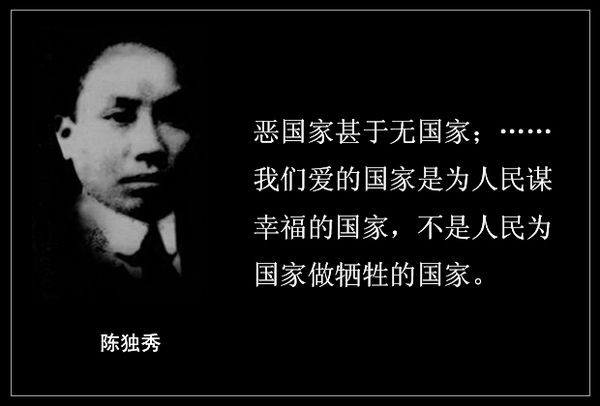 恶国家甚于无国家；……
我们爱的国家是为人民谋
幸福的国家，不是人民为
国家做牺牲的国家。
陈独秀